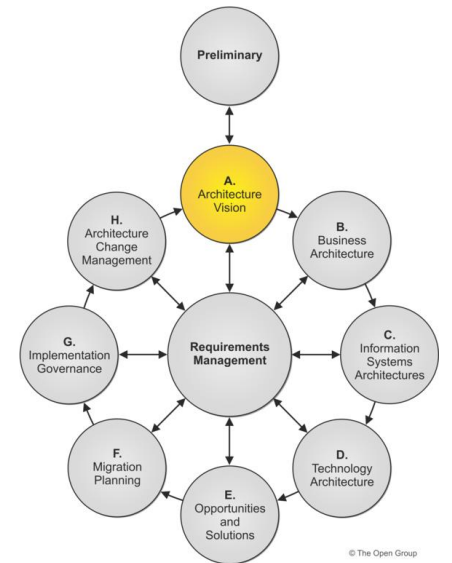 Preliminary
A.
Architecture
Vision
B.
Business
Architecture
C.
Information
Systems
Architectures
D.
Technology
Architecture
E.
Opportunities
and
Solutions
F.
Migration
Planning
G.
Implementation
Governance
H.
Architecture
Change
Management
Requirements
Management
© The Open Group